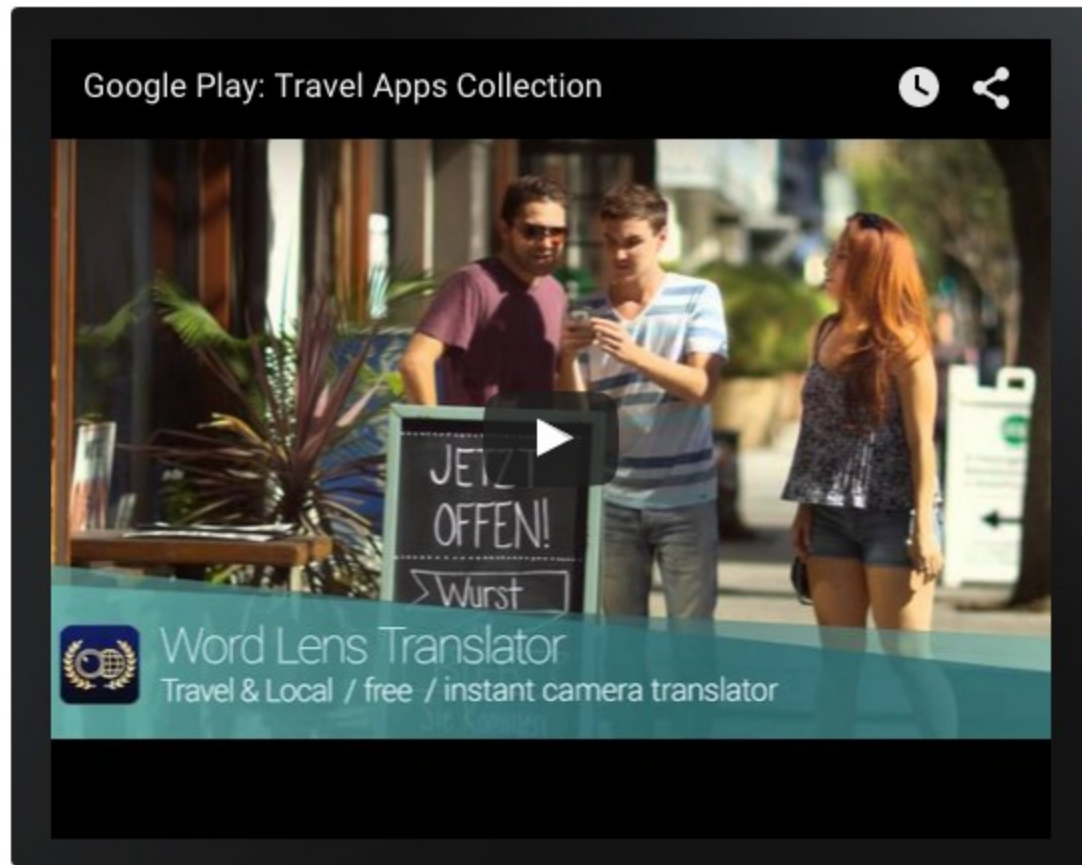 Google Play: Travel Apps Collection
JETZT
OFFEN!
Wurst
Word Lens Translator
Travel & Local / free / instant camera translator